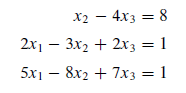 x₂ − 4x₃ = 8
2x₁ − 3x₂ + 2x₃ = 1
5x₁ − 8x₂ + 7x₃ = 1